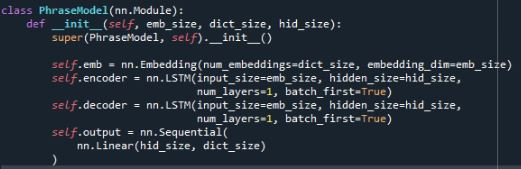 class PhraseModel(nn.Module):
    def __init__(self, emb_size, dict_size, hid_size):
        super(PhraseModel, self).__init__()

        self.emb = nn.Embedding(num_embeddings=dict_size, embedding_dim=emb_size)
        self.encoder = nn.LSTM(input_size=emb_size, hidden_size=hid_size,
                               num_layers=1, batch_first=True)
        self.decoder = nn.LSTM(input_size=emb_size, hidden_size=hid_size,
                               num_layers=1, batch_first=True)
        self.output = nn.Sequential(
            nn.Linear(hid_size, dict_size)
        )